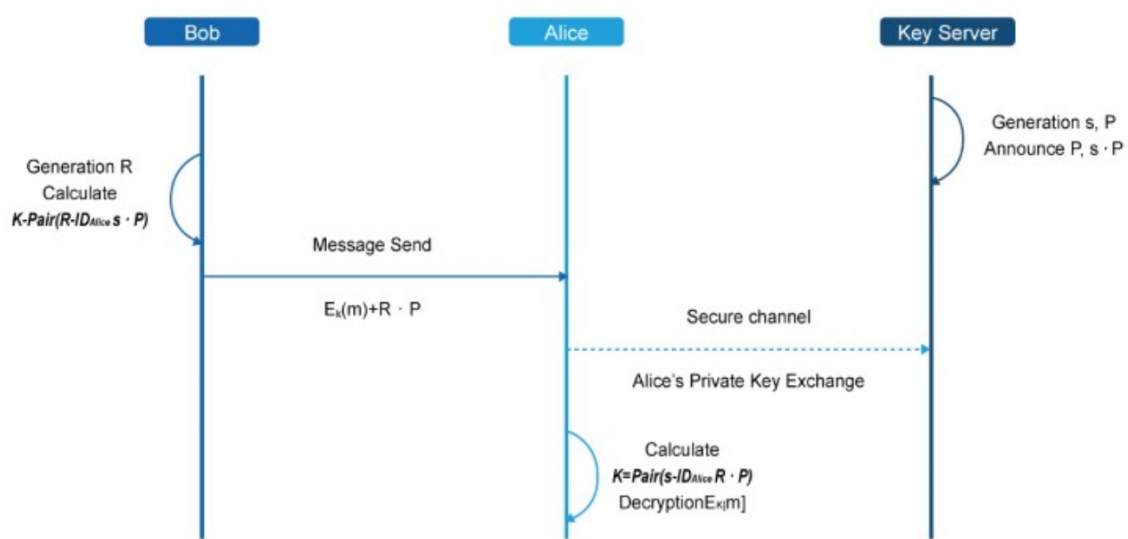 Bob
Alice
Key Server
Generation s, P
Announce P, s · P
Generation R
Calculate
K-Pair(R-IDAlice s · P)
Message Send
Ek(m)+R · P
Secure channel
Alice's Private Key Exchange
Calculate
K=Pair(s-IDAlice R · P)
DecryptionEK[m]